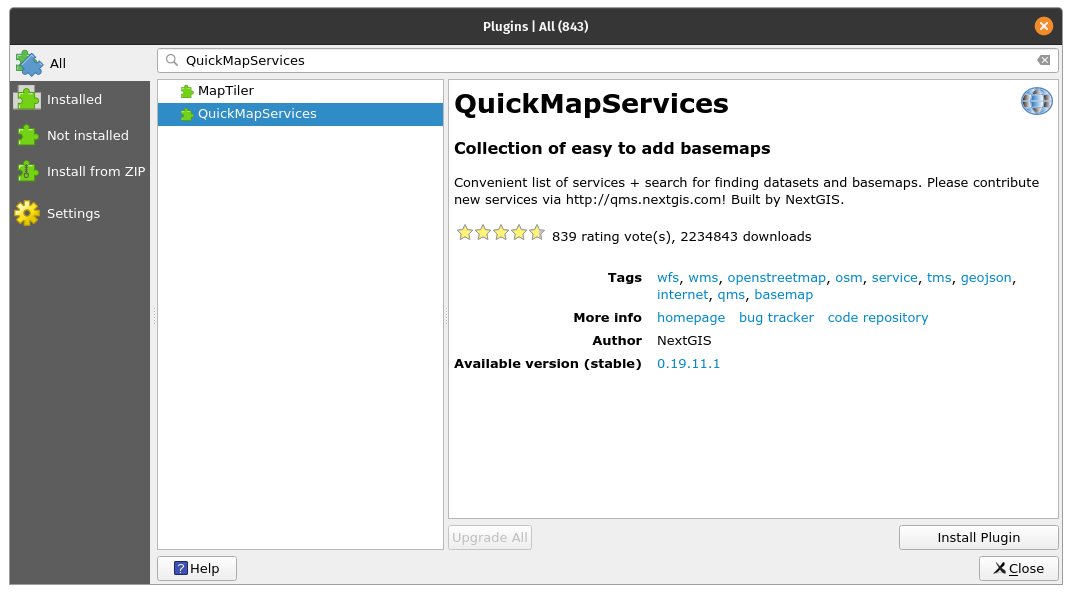 Plugins | All (843)
All
Installed
Not installed
Install from ZIP
Settings
QuickMapServices
MapTiler
QuickMapServices
QuickMapServices
Collection of easy to add basemaps
Convenient list of services + search for finding datasets and basemaps. Please contribute
new services via http://qms.nextgis.com! Built by NextGIS.
839 rating vote(s), 2234843 downloads
Tags wfs, wms, openstreetmap, osm, service, tms, geojson,
internet, qms, basemap
More info homepage bug tracker code repository
Author NextGIS
Available version (stable) 0.19.11.1
Upgrade All
Install Plugin
? Help
Close